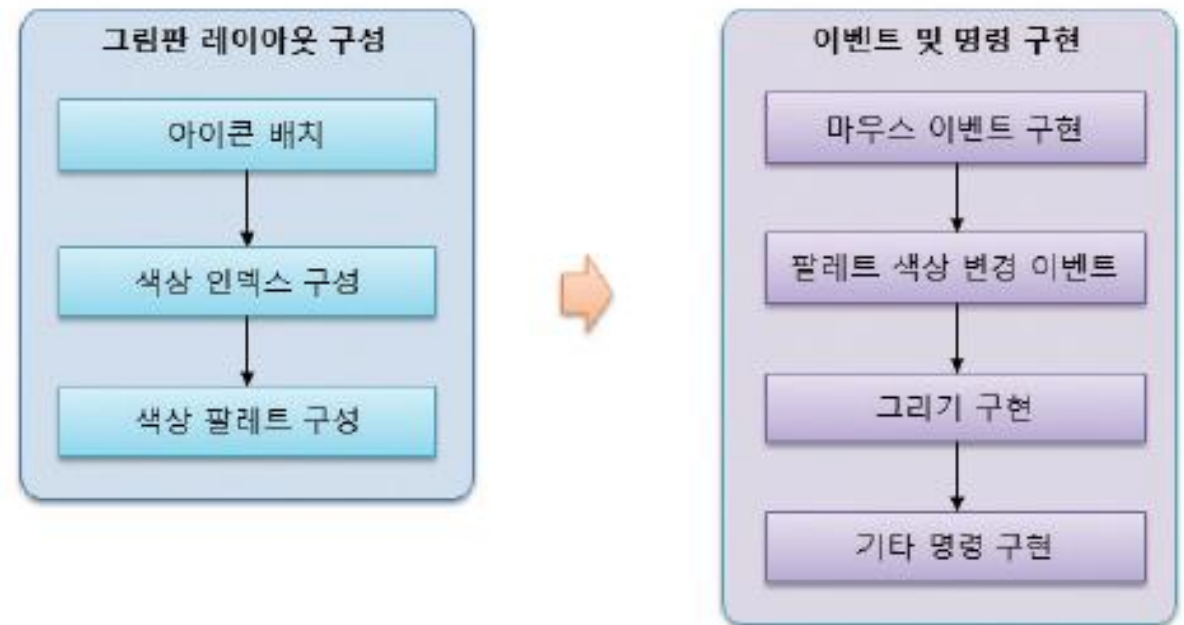 그림판 레이아웃 구성
아이콘 배치
색상 인덱스 구성
색상 팔레트 구성
이벤트 및 명령 구현
마우스 이벤트 구현
팔레트 색상 변경 이벤트
그리기 구현
기타 명령 구현